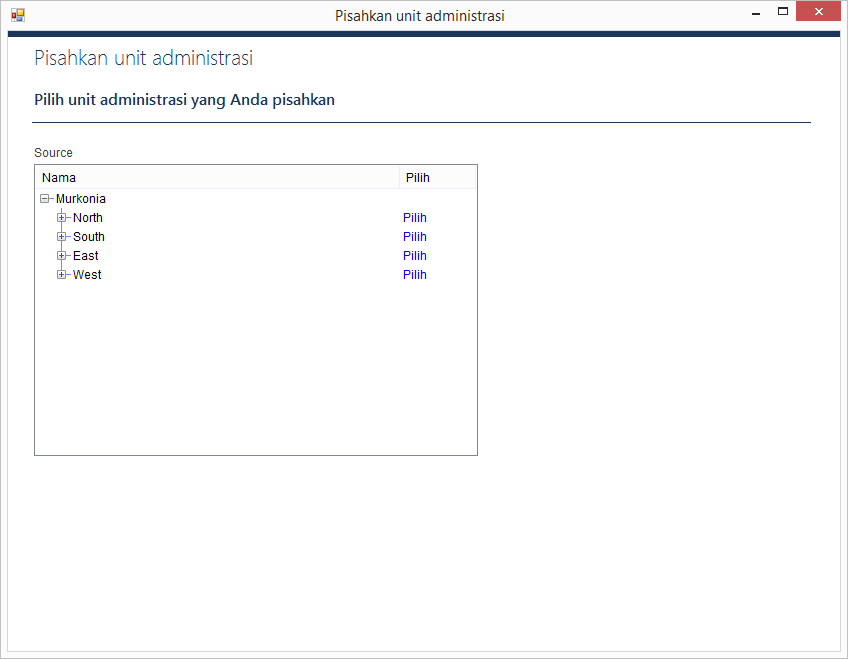 Pisahkan unit administrasi
Pisahkan unit administrasi
Pilih unit administrasi yang Anda pisahkan
Source
Nama Pilih
Murkonia
North Pilih
South Pilih
East Pilih
West Pilih